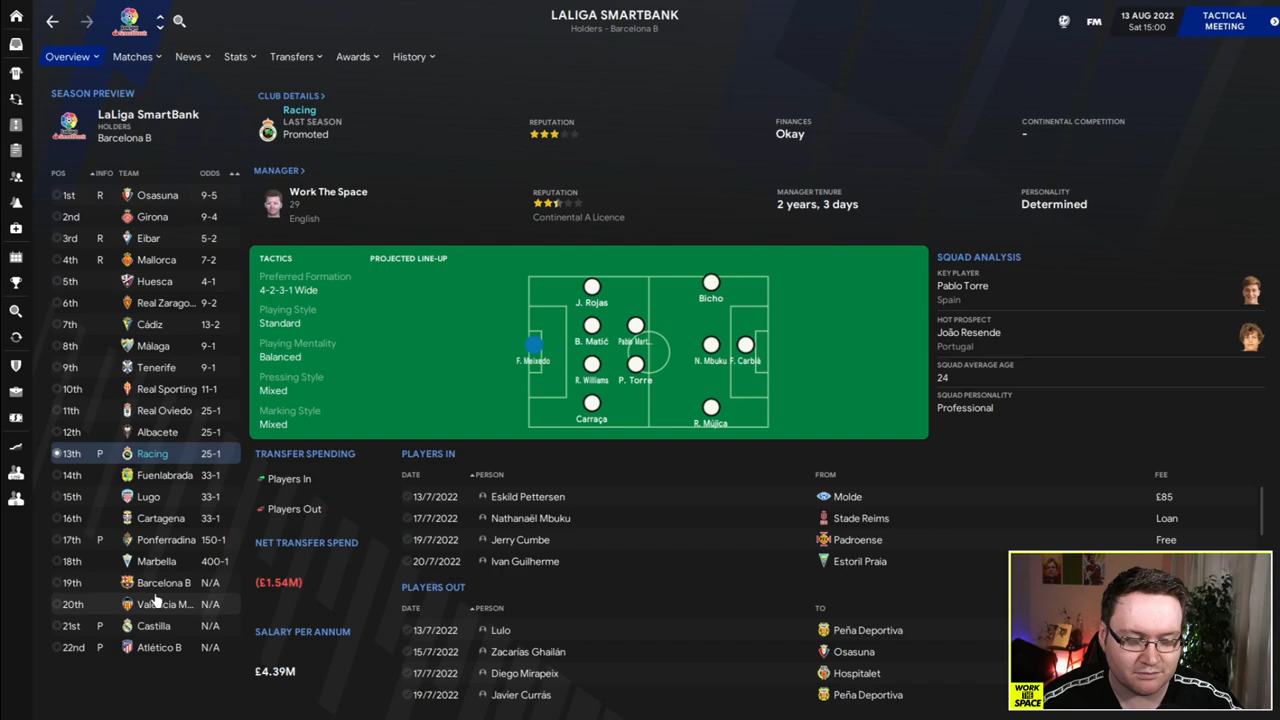 LALIGA SMARTBANK
Holders - Barcelona B
FM
13 AUG 2022
Sat 15:00
TACTICAL
MEETING
Overview
Matches
News
Stats
Transfers
Awards
History
SEASON PREVIEW
LaLiga SmartBank
HOLDERS
Barcelona B
POS INFO TEAM ODDS
1st R Osasuna 9-5
2nd Girona 9-4
3rd R Eibar 5-2
4th R Mallorca 7-2
5th Huesca 4-1
6th Real Zarago... 9-2
7th Cádiz 13-2
8th Málaga 9-1
9th Tenerife 9-1
10th Real Sporting 11-1
11th Real Oviedo 25-1
12th Albacete 25-1
13th P Racing 25-1
14th Fuenlabrada 33-1
15th Lugo 33-1
16th Cartagena 33-1
17th P Ponferradina 150-1
18th Marbella 400-1
19th Barcelona B N/A
20th Valencia M... N/A
21st P Castilla N/A
22nd P Atlético B N/A
CLUB DETAILS >
Racing
LAST SEASON
Promoted
REPUTATION
FINANCES
Okay
CONTINENTAL COMPETITION
-
MANAGER >
Work The Space
29
English
REPUTATION
Continental A Licence
MANAGER TENURE
2 years, 3 days
PERSONALITY
Determined
TACTICS
Preferred Formation
4-2-3-1 Wide
Playing Style
Standard
Playing Mentality
Balanced
Pressing Style
Mixed
Marking Style
Mixed
PROJECTED LINE-UP
J. Rojas
Bicho
B. Matić
Pablo Mart...
F. Meixedo
N. Mbuku
F. Carbià
R. Williams
P. Torre
Carraça
R. Mújica
SQUAD ANALYSIS
KEY PLAYER
Pablo Torre
Spain
HOT PROSPECT
João Resende
Portugal
SQUAD AVERAGE AGE
24
SQUAD PERSONALITY
Professional
TRANSFER SPENDING
Players In
Players Out
NET TRANSFER SPEND
(£1.54M)
SALARY PER ANNUM
£4.39M
PLAYERS IN
DATE PERSON FROM FEE
13/7/2022 Eskild Pettersen Molde £85
17/7/2022 Nathanaël Mbuku Stade Reims Loan
19/7/2022 Jerry Cumbe Padroense Free
20/7/2022 Ivan Guilherme Estoril Praia
PLAYERS OUT
DATE PERSON TO
13/7/2022 Lulo Peña Deportiva
15/7/2022 Zacarías Ghailán Osasuna
17/7/2022 Diego Mirapeix Hospitalet
19/7/2022 Javier Currás Peña Deportiva
WORK
THE
SPACE